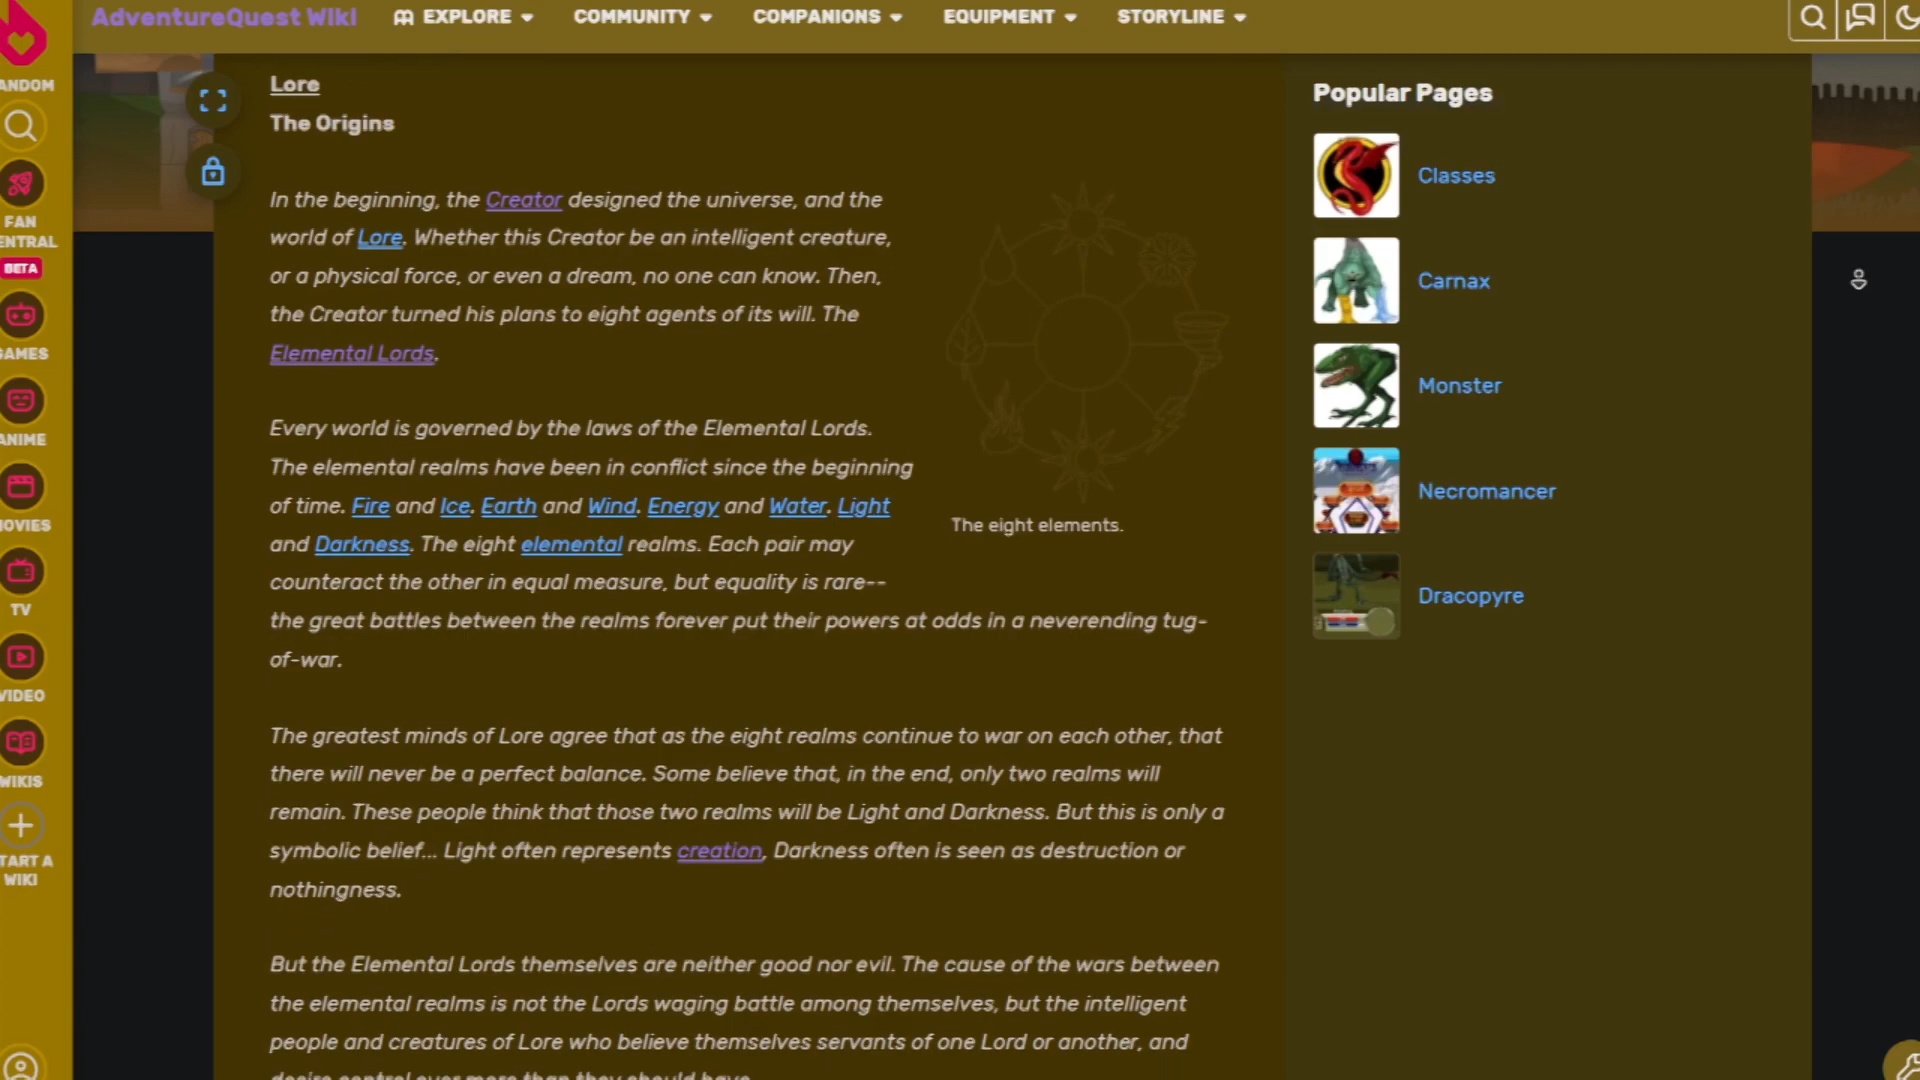 AdventureQuest Wiki
EXPLORE
COMMUNITY
COMPANIONS
EQUIPMENT
STORYLINE
ANDOM
FAN
ENTRAL
BETA
GAMES
ANIME
MOVIES
TV
VIDEO
WIKIS
TART A
WIKI
Lore
The Origins
In the beginning, the Creator designed the universe, and the
world of Lore. Whether this Creator be an intelligent creature,
or a physical force, or even a dream, no one can know. Then,
the Creator turned his plans to eight agents of its will. The
Elemental Lords.
Every world is governed by the laws of the Elemental Lords.
The elemental realms have been in conflict since the beginning
of time. Fire and Ice. Earth and Wind. Energy and Water. Light
and Darkness. The eight elemental realms. Each pair may
counteract the other in equal measure, but equality is rare--
the great battles between the realms forever put their powers at odds in a neverending tug-
of-war.
The eight elements.
The greatest minds of Lore agree that as the eight realms continue to war on each other, that
there will never be a perfect balance. Some believe that, in the end, only two realms will
remain. These people think that those two realms will be Light and Darkness. But this is only a
symbolic belief... Light often represents creation, Darkness often is seen as destruction or
nothingness.
But the Elemental Lords themselves are neither good nor evil. The cause of the wars between
the elemental realms is not the Lords waging battle among themselves, but the intelligent
people and creatures of Lore who believe themselves servants of one Lord or another, and
desire control over more than they should have.
Popular Pages
Classes
Carnax
Monster
Necromancer
Dracopyre